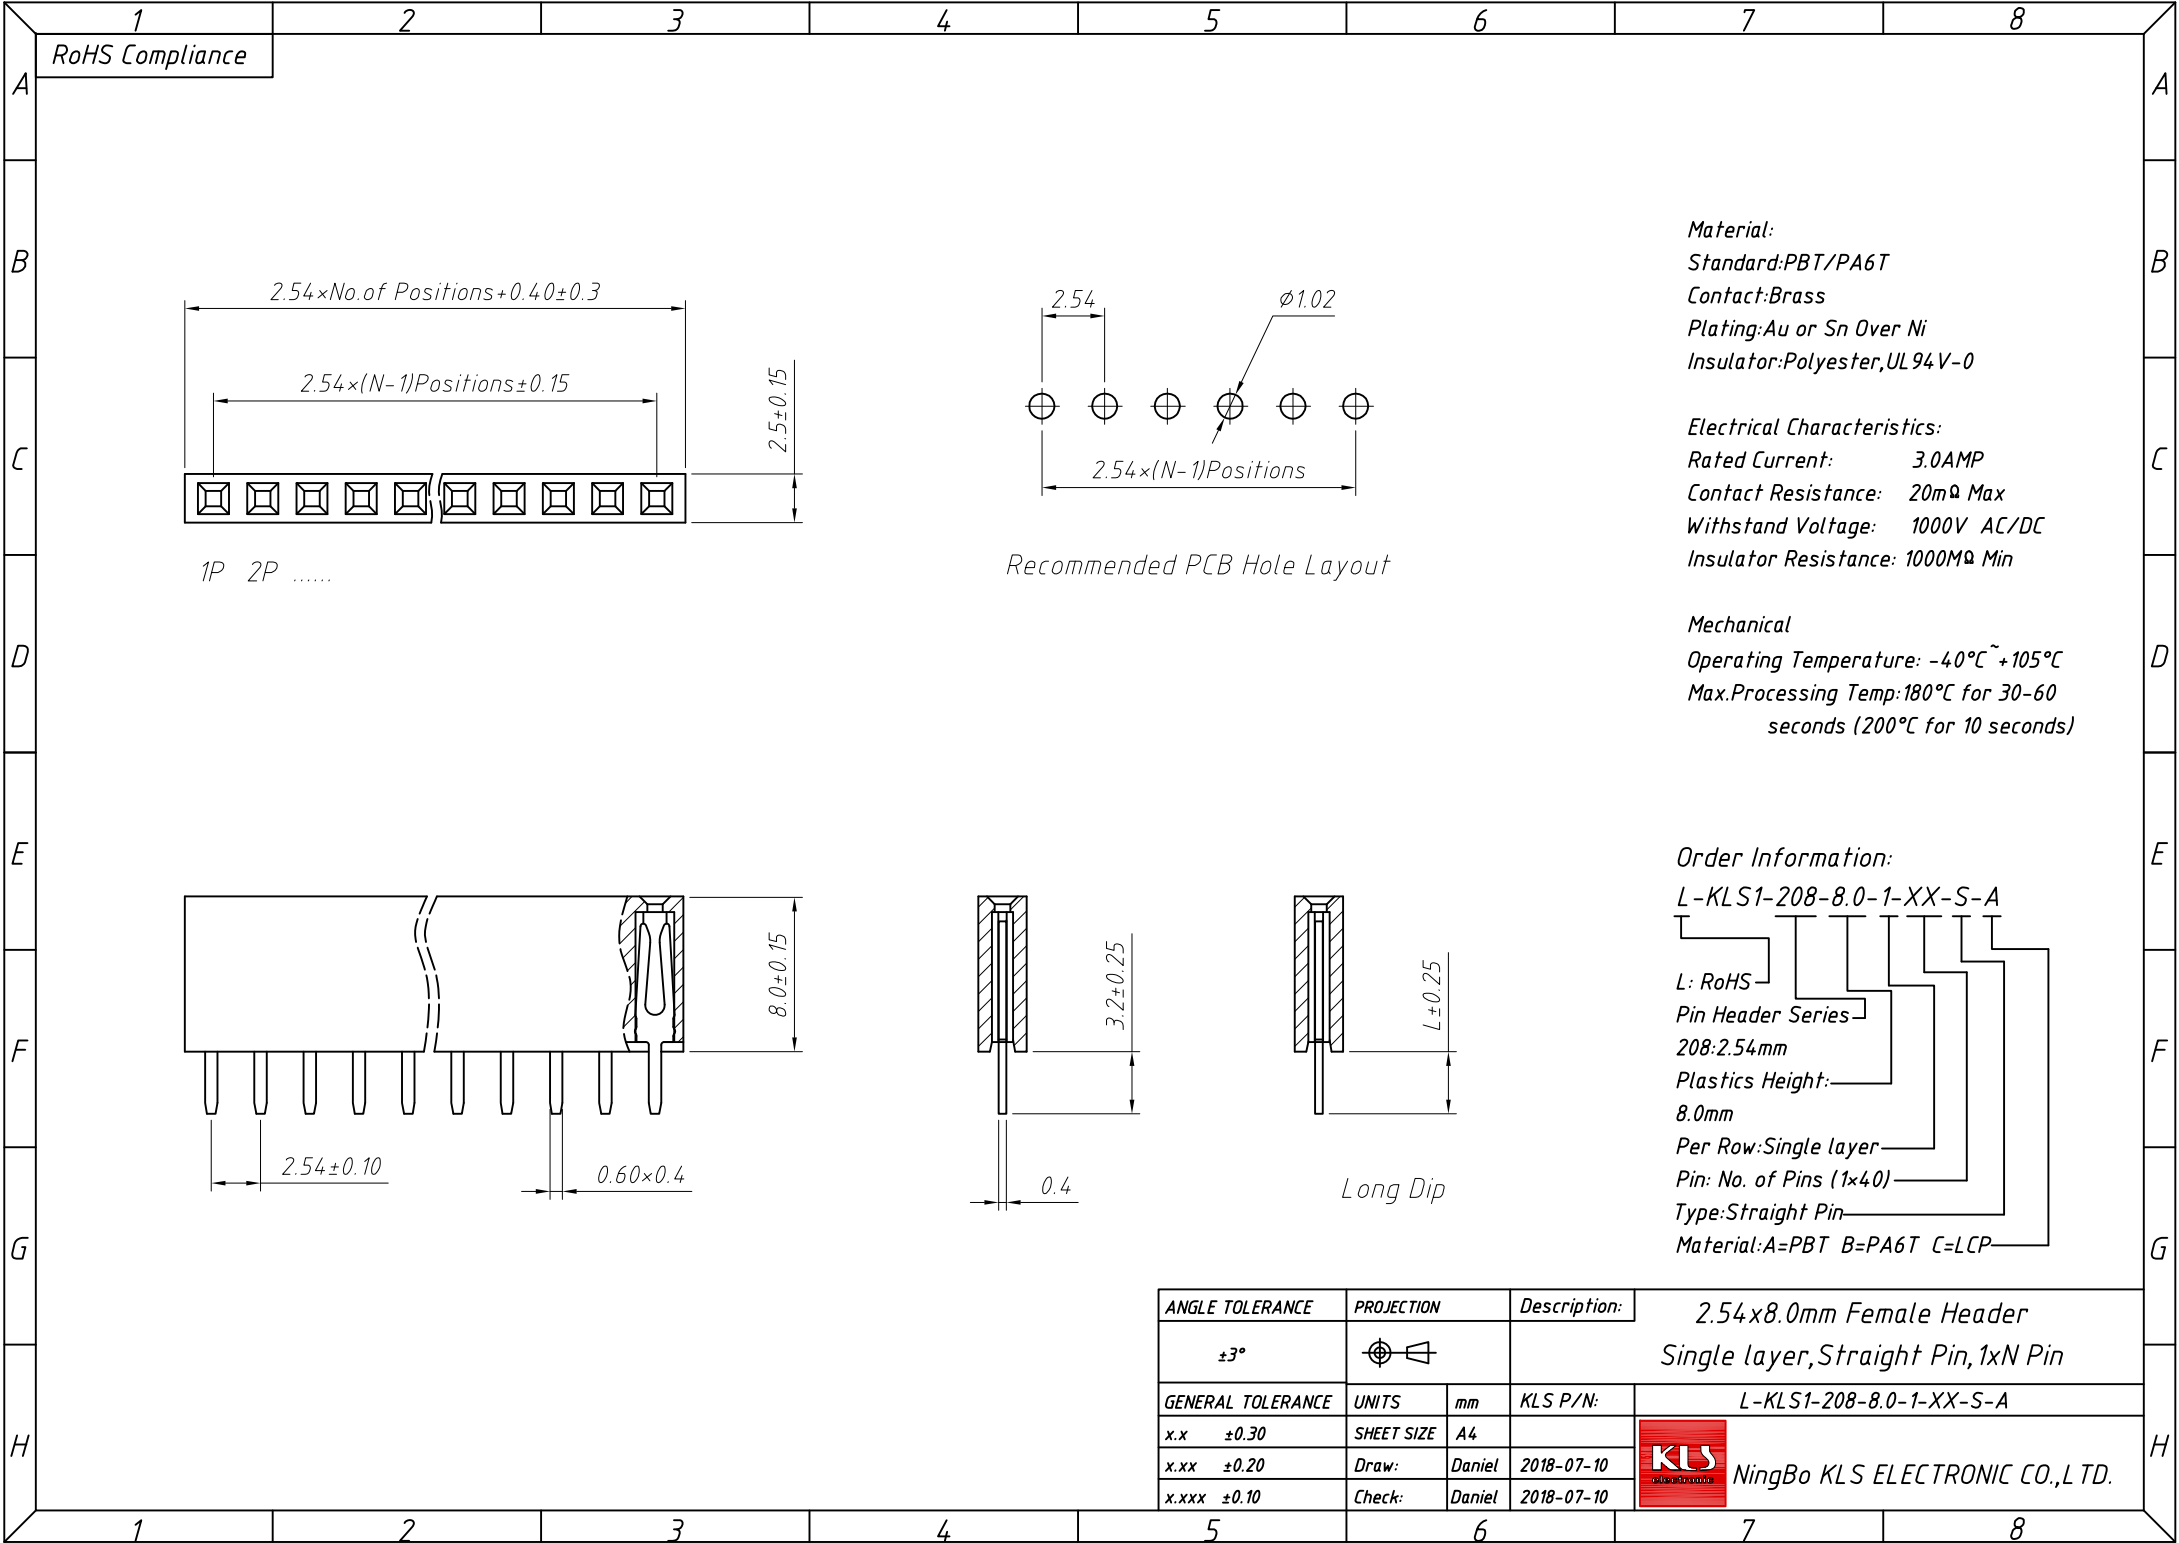 1 2 3 4 5 6 7 8
RoHS Compliance
A A
B B
C C
D D
E E
F F
G G
H H
2.54×No.of Positions+0.40±0.3
2.54×(N-1)Positions±0.15
2.5±0.15
1P 2P ......
2.54
ϕ1.02
2.54×(N-1)Positions
Recommended PCB Hole Layout
Material:
Standard:PBT/PA6T
Contact:Brass
Plating:Au or Sn Over Ni
Insulator:Polyester,UL94V-0
Electrical Characteristics:
Rated Current: 3.0AMP
Contact Resistance: 20mΩ Max
Withstand Voltage: 1000V AC/DC
Insulator Resistance: 1000MΩ Min
Mechanical
Operating Temperature: -40°C~+105°C
Max.Processing Temp:180°C for 30-60
seconds (200°C for 10 seconds)
8.0±0.15
2.54±0.10
0.60×0.4
3.2±0.25
0.4
L±0.25
Long Dip
Order Information:
L-KLS1-208-8.0-1-XX-S-A
L: RoHS
Pin Header Series
208:2.54mm
Plastics Height:
8.0mm
Per Row:Single layer
Pin: No. of Pins (1×40)
Type:Straight Pin
Material:A=PBT B=PA6T C=LCP
ANGLE TOLERANCE
±3°
GENERAL TOLERANCE
x.x ±0.30
x.xx ±0.20
x.xxx ±0.10
PROJECTION
UNITS mm
SHEET SIZE A4
Draw: Daniel 2018-07-10
Check: Daniel 2018-07-10
Description:
2.54x8.0mm Female Header
Single layer,Straight Pin,1xN Pin
KLS P/N:
L-KLS1-208-8.0-1-XX-S-A
KLS
electronic
NingBo KLS ELECTRONIC CO.,LTD.
1 2 3 4 5 6 7 8